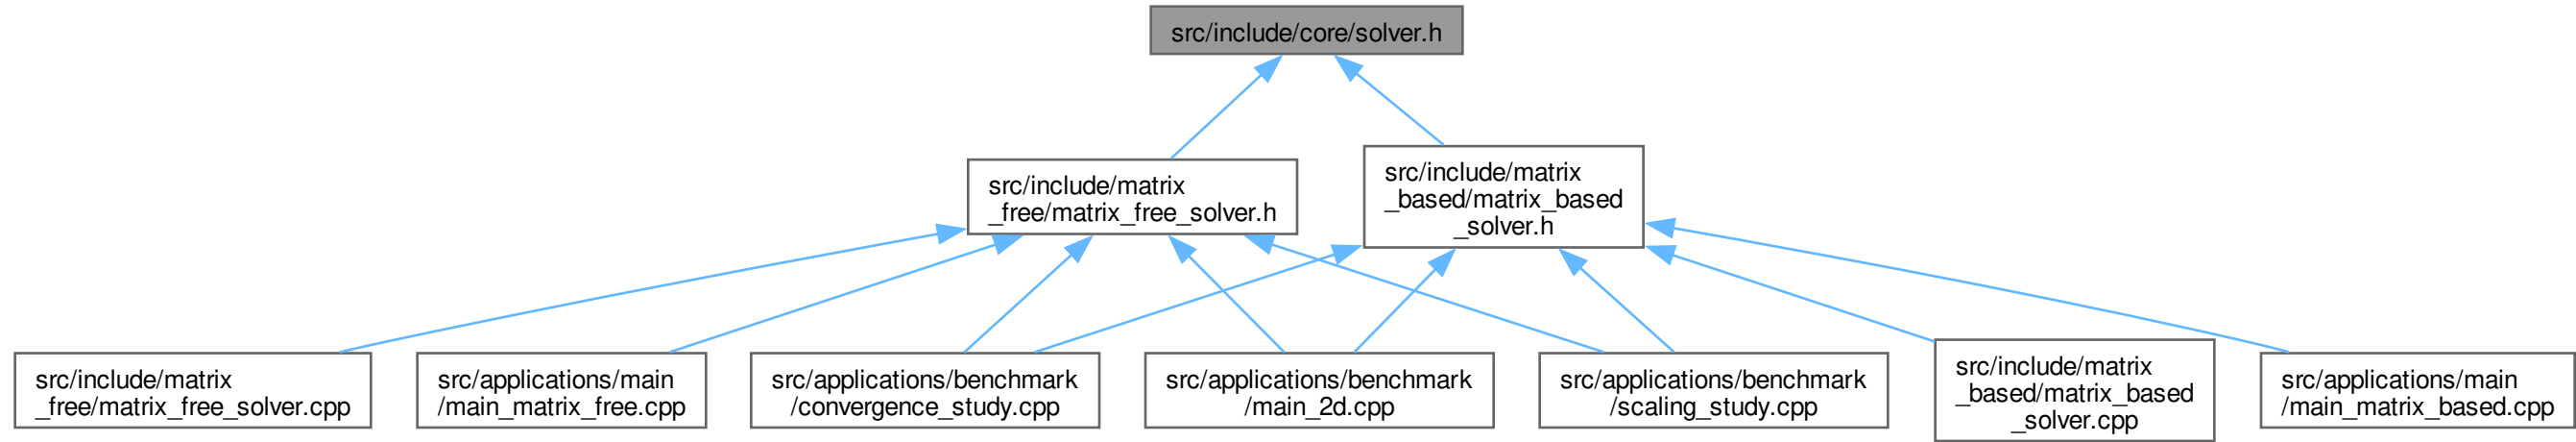 src/include/core/solver.h
src/include/matrix
_free/matrix_free_solver.h
src/include/matrix
_based/matrix_based
_solver.h
src/include/matrix
_free/matrix_free_solver.cpp
src/applications/main
/main_matrix_free.cpp
src/applications/benchmark
/convergence_study.cpp
src/applications/benchmark
/main_2d.cpp
src/applications/benchmark
/scaling_study.cpp
src/include/matrix
_based/matrix_based
_solver.cpp
src/applications/main
/main_matrix_based.cpp